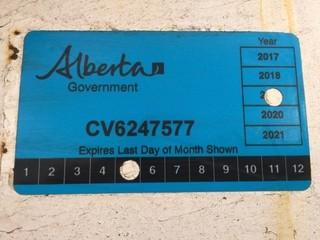 Alberta
Government
Year
2017
2018
2020
2021
CV6247577
Expires Last Day of Month Shown
1 2 3 4 6 7 8 9 10 11 12